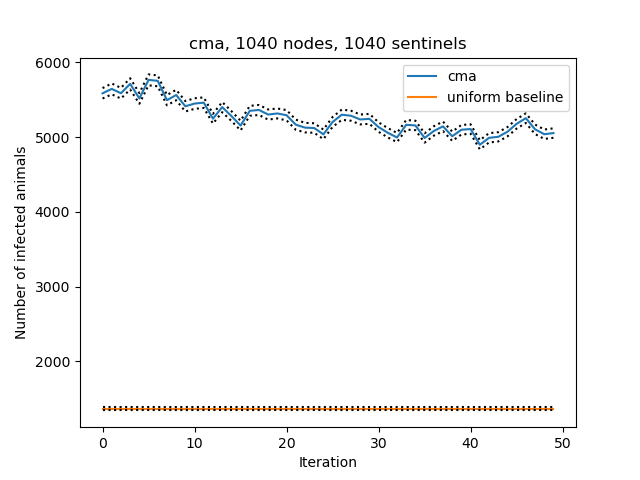 cma, 1040 nodes, 1040 sentinels
cma
uniform baseline
Number of infected animals
6000
5000
4000
3000
2000
0 10 20 30 40 50
Iteration